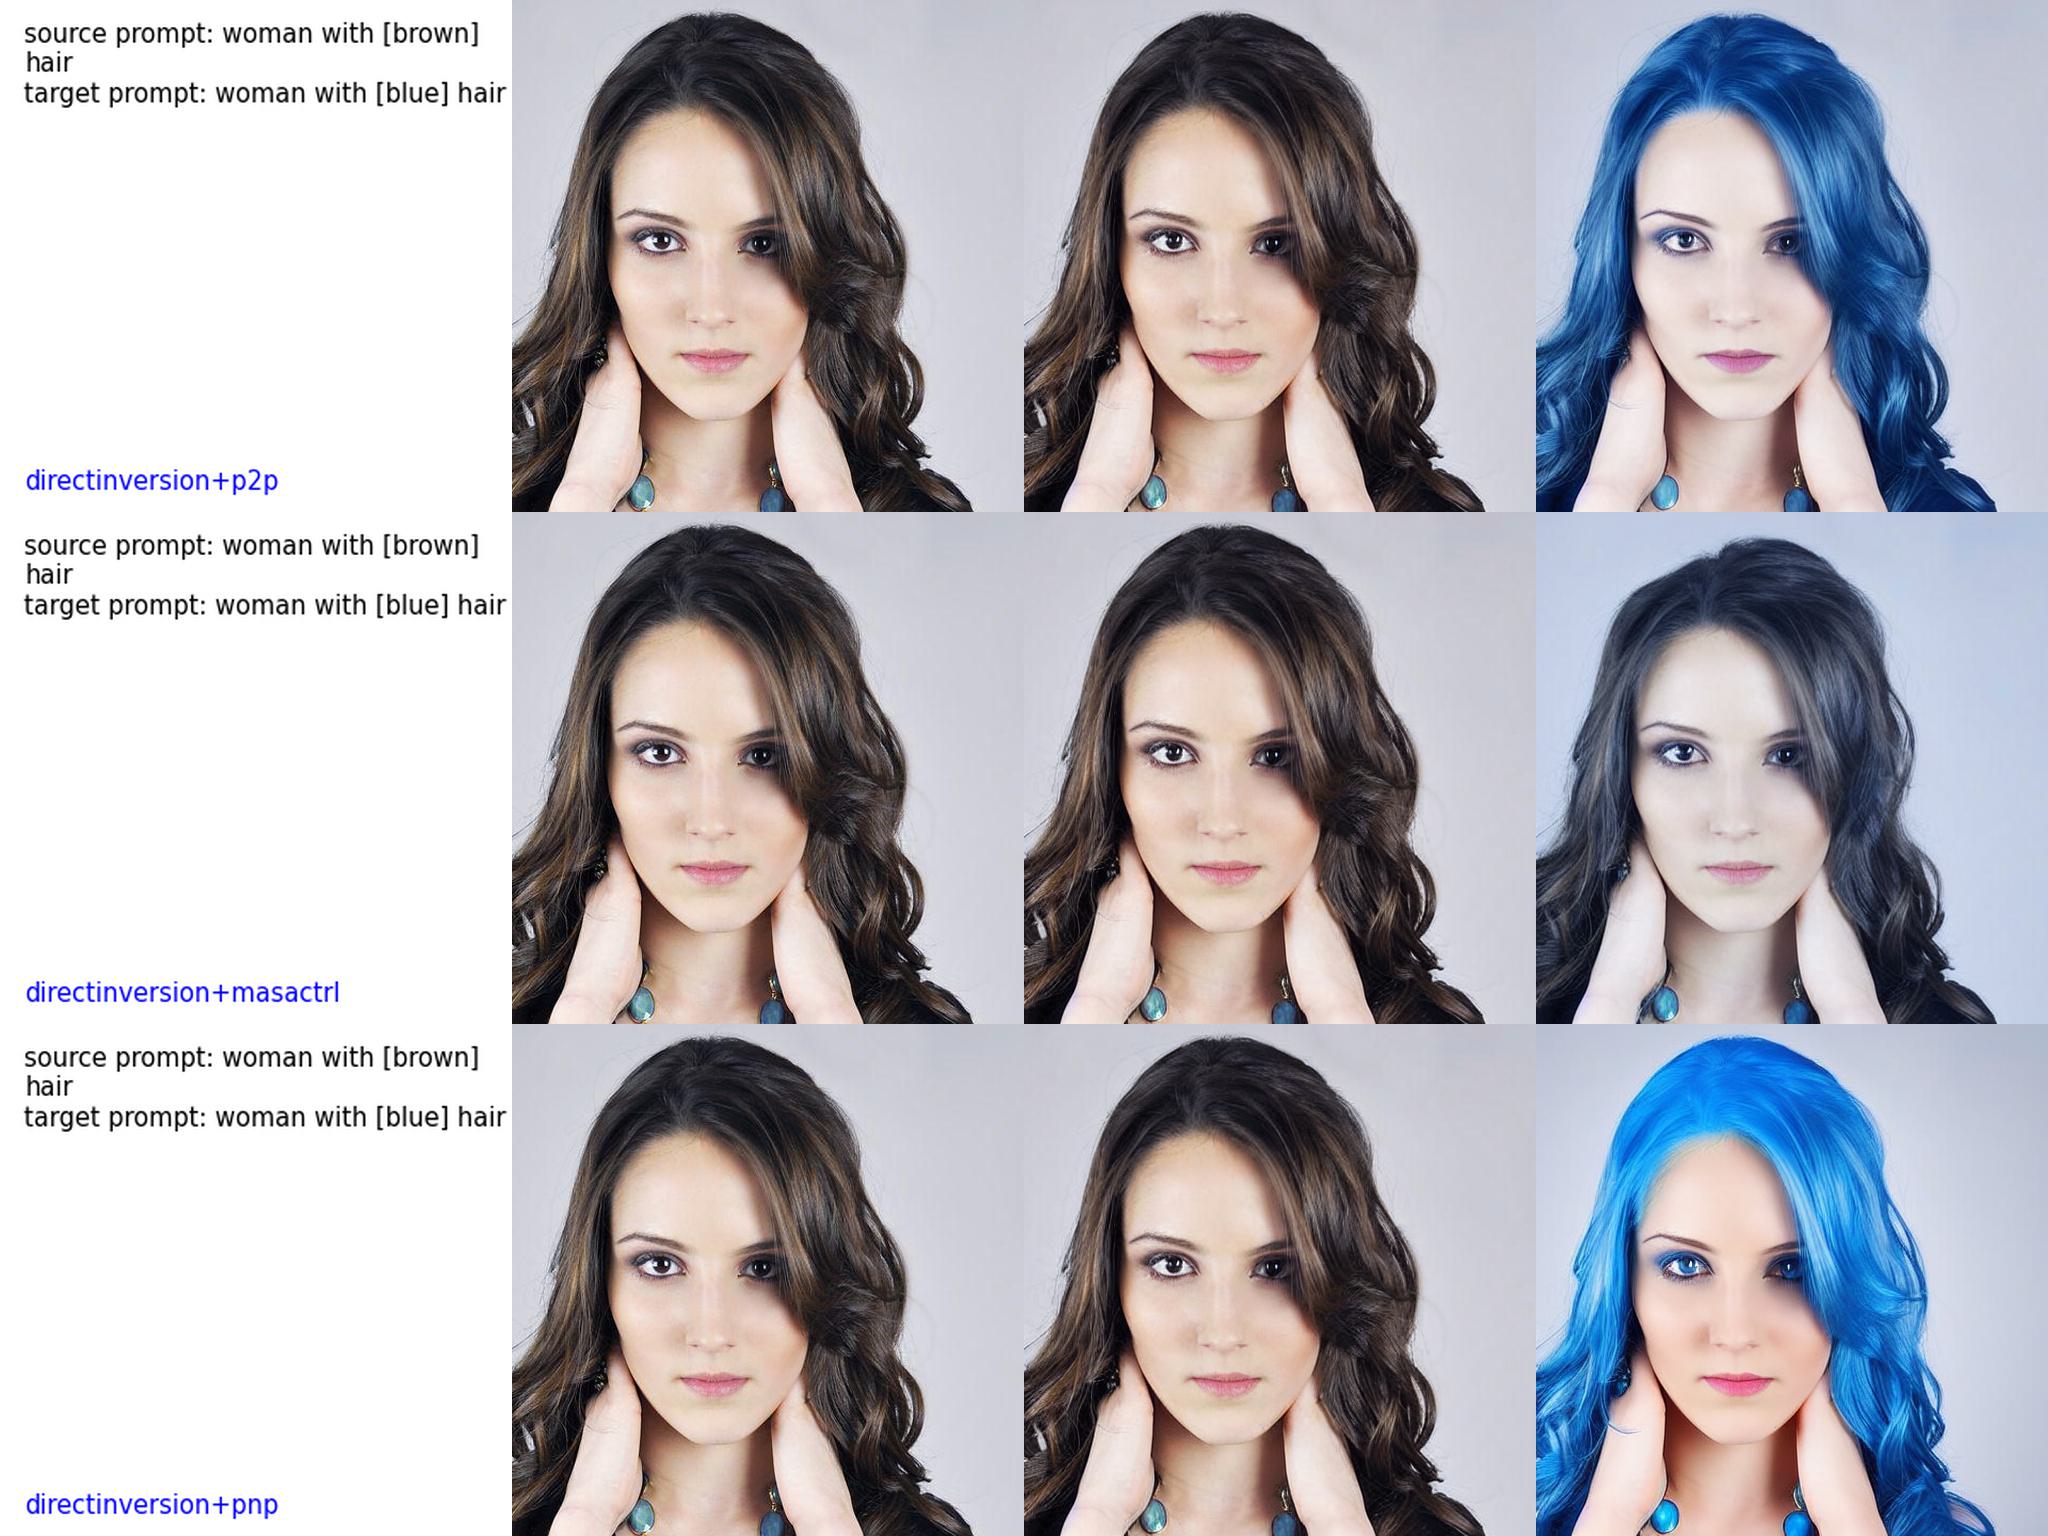 source prompt: woman with [brown]
hair
target prompt: woman with [blue] hair
directinversion+p2p
source prompt: woman with [brown]
hair
target prompt: woman with [blue] hair
directinversion+masactrl
source prompt: woman with [brown]
hair
target prompt: woman with [blue] hair
directinversion+pnp